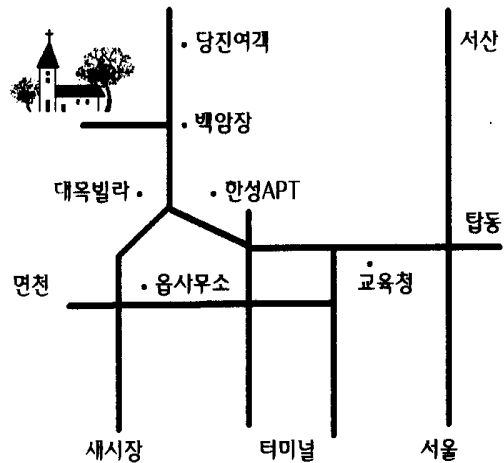 당진여객
서산
백암장
대목빌라
한성APT
탑동
면천
읍사무소
교육청
새시장
터미널
서울